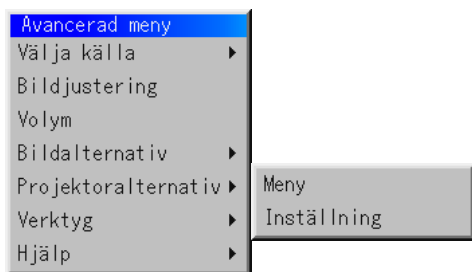 Avancerad meny
Välja källa
Bildjustering
Volym
Bildalternativ
Projektoralternativ
Verktyg
Hjälp
Meny
Inställning